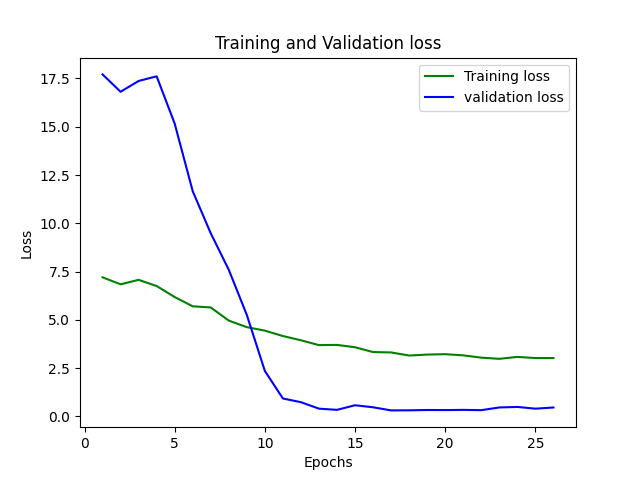 Training and Validation loss
Training loss
validation loss
17.5
15.0
12.5
10.0
7.5
5.0
2.5
0.0
Loss
0 5 10 15 20 25
Epochs